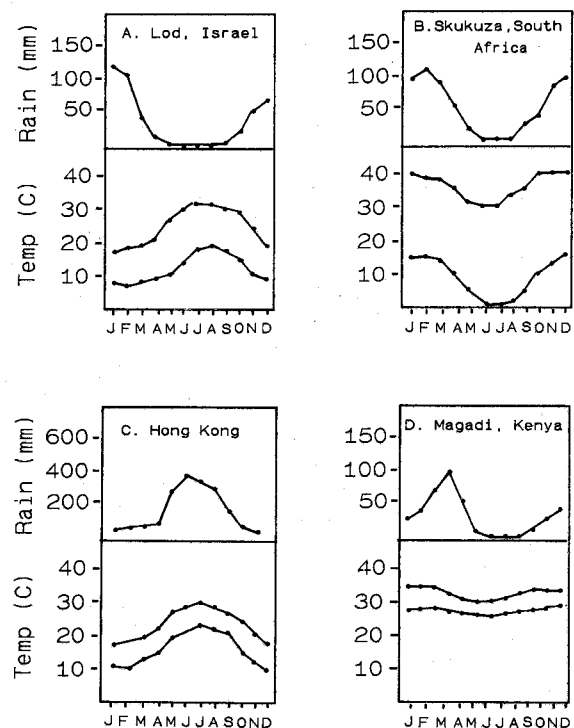 A. Lod, Israel
Rain (mm)
150
100
50
Temp (C)
40
30
20
10
J F M A M J J A S O N D
B.Skukuza,South
Africa
150
100
50
40
30
20
10
J F M A M J J A S O N D
C. Hong Kong
Rain (mm)
600
400
200
Temp (C)
40
30
20
10
J F M A M J J A S O N D
D. Magadi, Kenya
150
100
50
40
30
20
10
J F M A M J J A S O N D